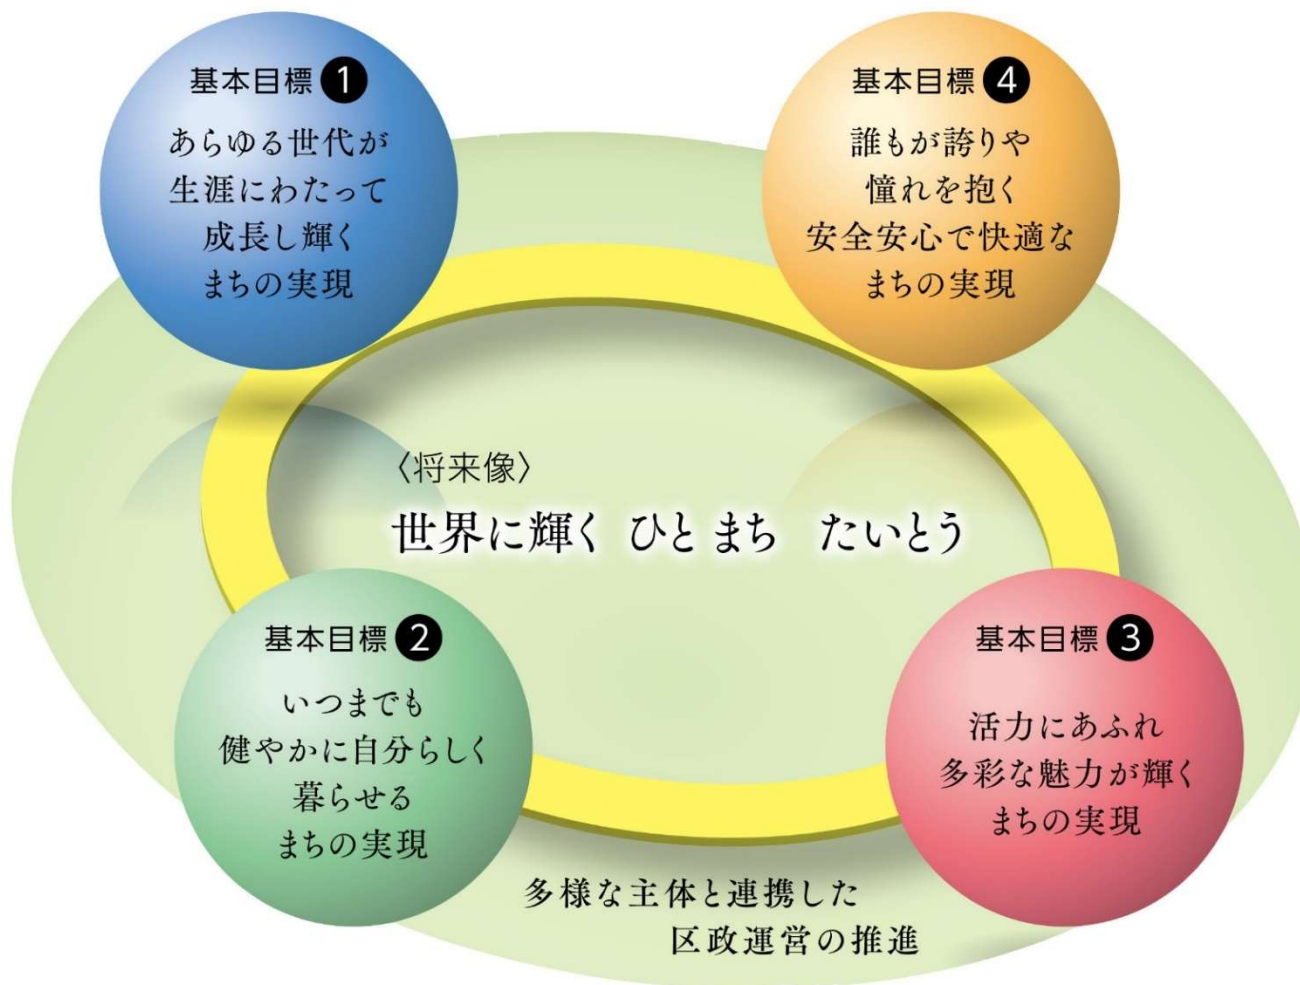 基本目標 1
あらゆる世代が
生涯にわたって
成長し輝く
まちの実現
基本目標 4
誰もが誇りや
憧れを抱く
安全安心で快適な
まちの実現
〈将来像〉
世界に輝く ひと まち　たいとう
基本目標 2
いつまでも
健やかに自分らしく
暮らせる
まちの実現
基本目標 3
活力にあふれ
多彩な魅力が輝く
まちの実現
多様な主体と連携した
区政運営の推進